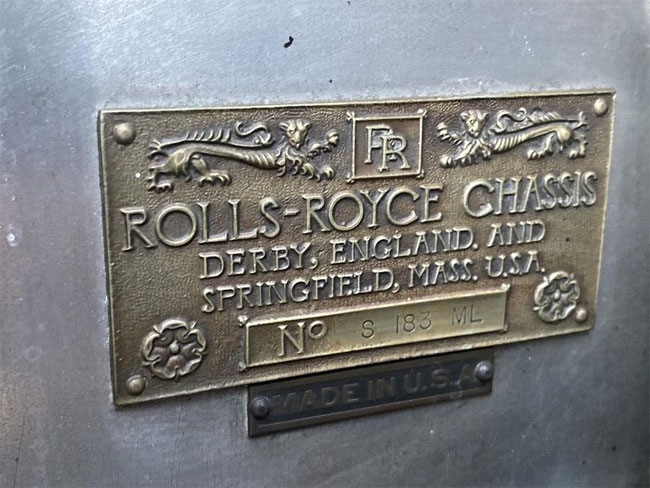 RR
ROLLS-ROYCE CHASSIS
DERBY, ENGLAND. AND
SPRINGFIELD, MASS. U.S.A.
No S 183 ML
MADE IN U.S.A